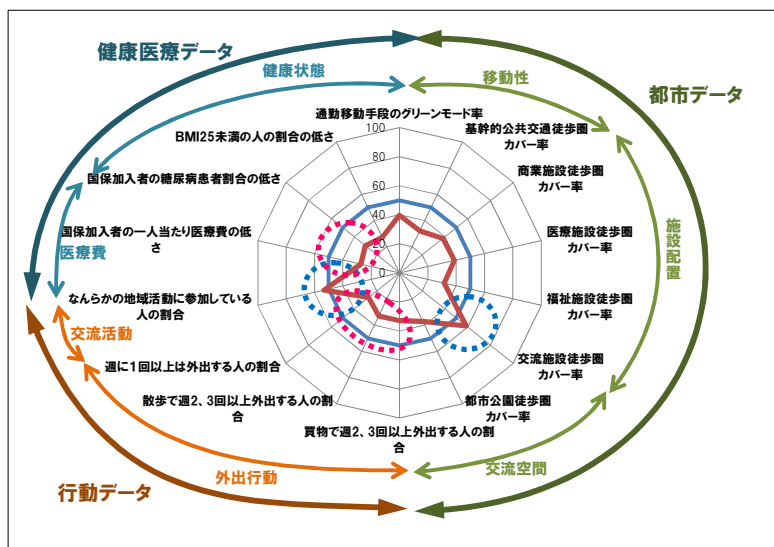 健康医療データ
健康状態
移動性
都市データ
通勤移動手段のグリーンモード率
100
80
60
40
20
0
基幹的公共交通徒歩圏
カバー率
商業施設徒歩圏
カバー率
医療施設徒歩圏
カバー率
福祉施設徒歩圏
カバー率
交流施設徒歩圏
カバー率
都市公園徒歩圏
カバー率
買物で週2、3回以上外出する人の割
合
散歩で週2、3回以上外出する人の割
合
週に1回以上は外出する人の割合
なんらかの地域活動に参加している
人の割合
国保加入者の一人当たり医療費の低
さ
国保加入者の糖尿病患者割合の低さ
BMI25未満の人の割合の低さ
医療費
施設配置
交流活動
外出行動
交流空間
行動データ